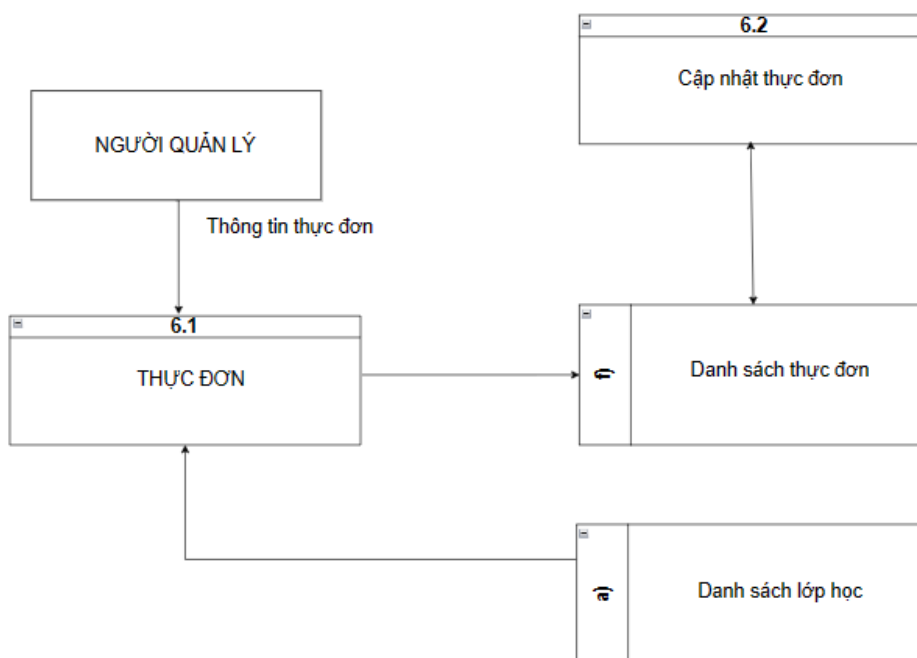 6.2
Cập nhật thực đơn
NGƯỜI QUẢN LÝ
Thông tin thực đơn
6.1
THỰC ĐƠN
f)
Danh sách thực đơn
a)
Danh sách lớp học